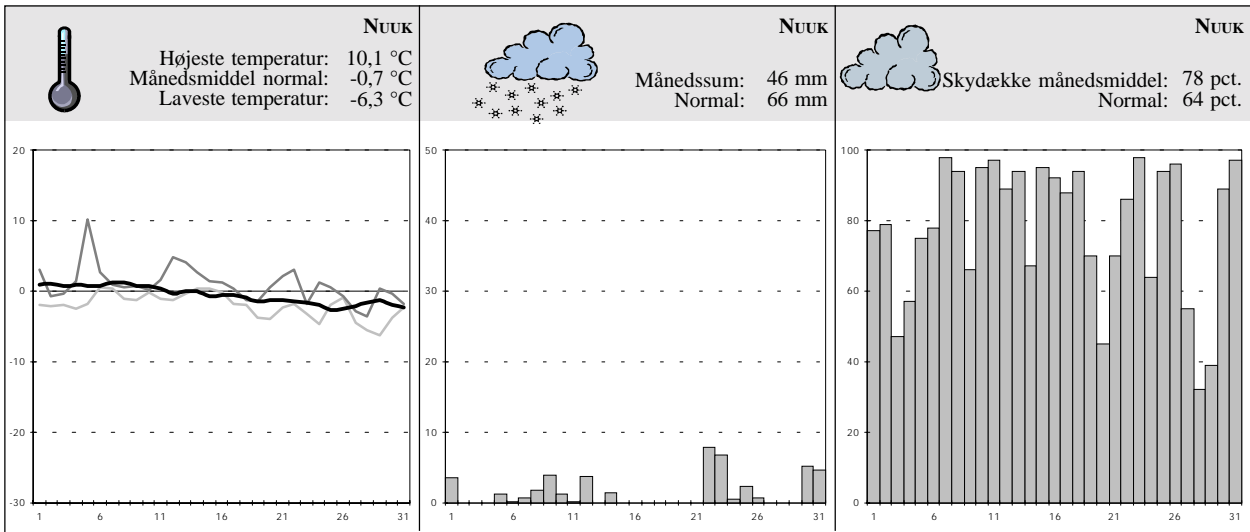 NUUK
Højeste temperatur: 10,1 °C
Månedsmiddel normal: -0,7 °C
Laveste temperatur: -6,3 °C
20
10
0
-10
-20
-30
1 6 11 16 21 26 31
NUUK
Månedssum: 46 mm
Normal: 66 mm
50
40
30
20
10
0
1 6 11 16 21 26 31
NUUK
Skydække månedsmiddel: 78 pct.
Normal: 64 pct.
100
80
60
40
20
0
1 6 11 16 21 26 31